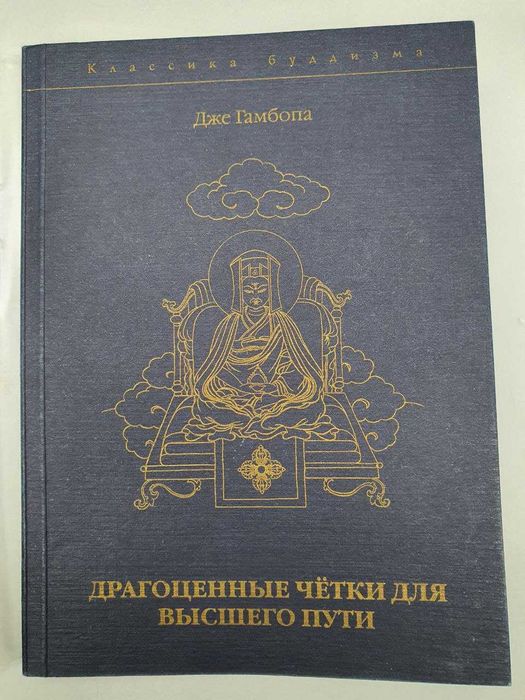 Классика буддизма
Дже Гамбопа
ДРАГОЦЕННЫЕ ЧЁТКИ ДЛЯ
ВЫСШЕГО ПУТИ